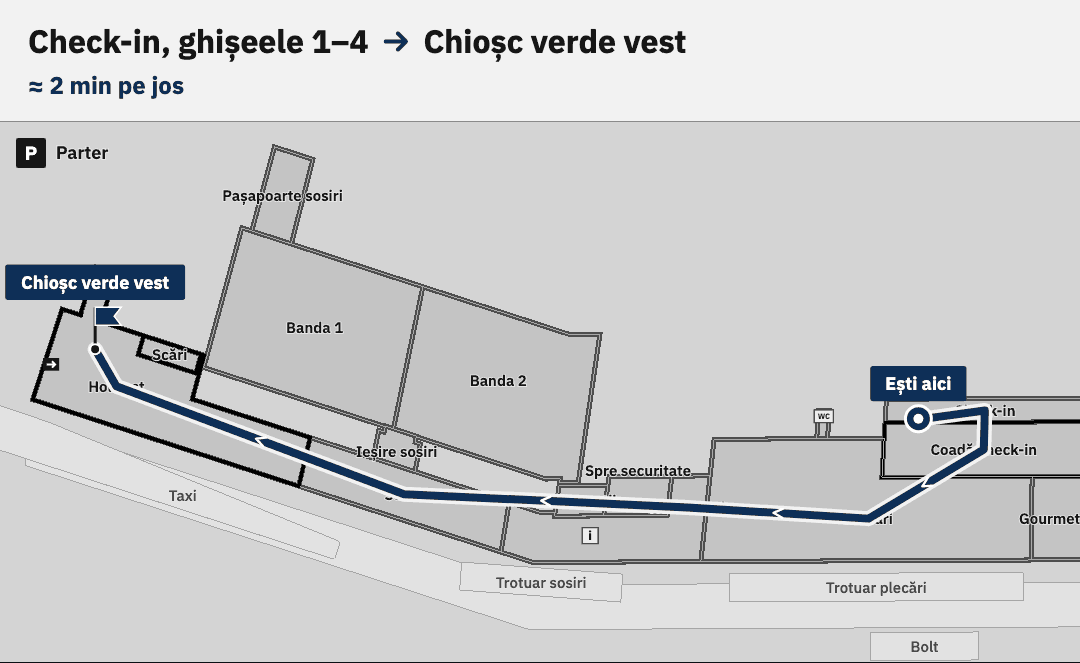 Check-in, ghișeele 1–4 → Chioșc verde vest
≈ 2 min pe jos
P Parter
Pașapoarte sosiri
Chioșc verde vest
Banda 1
Scări
Banda 2
Ești aici
WC
Ieșire sosiri
Spre securitate
Gourmet
i
Taxi
Trotuar sosiri
Trotuar plecări
Bolt